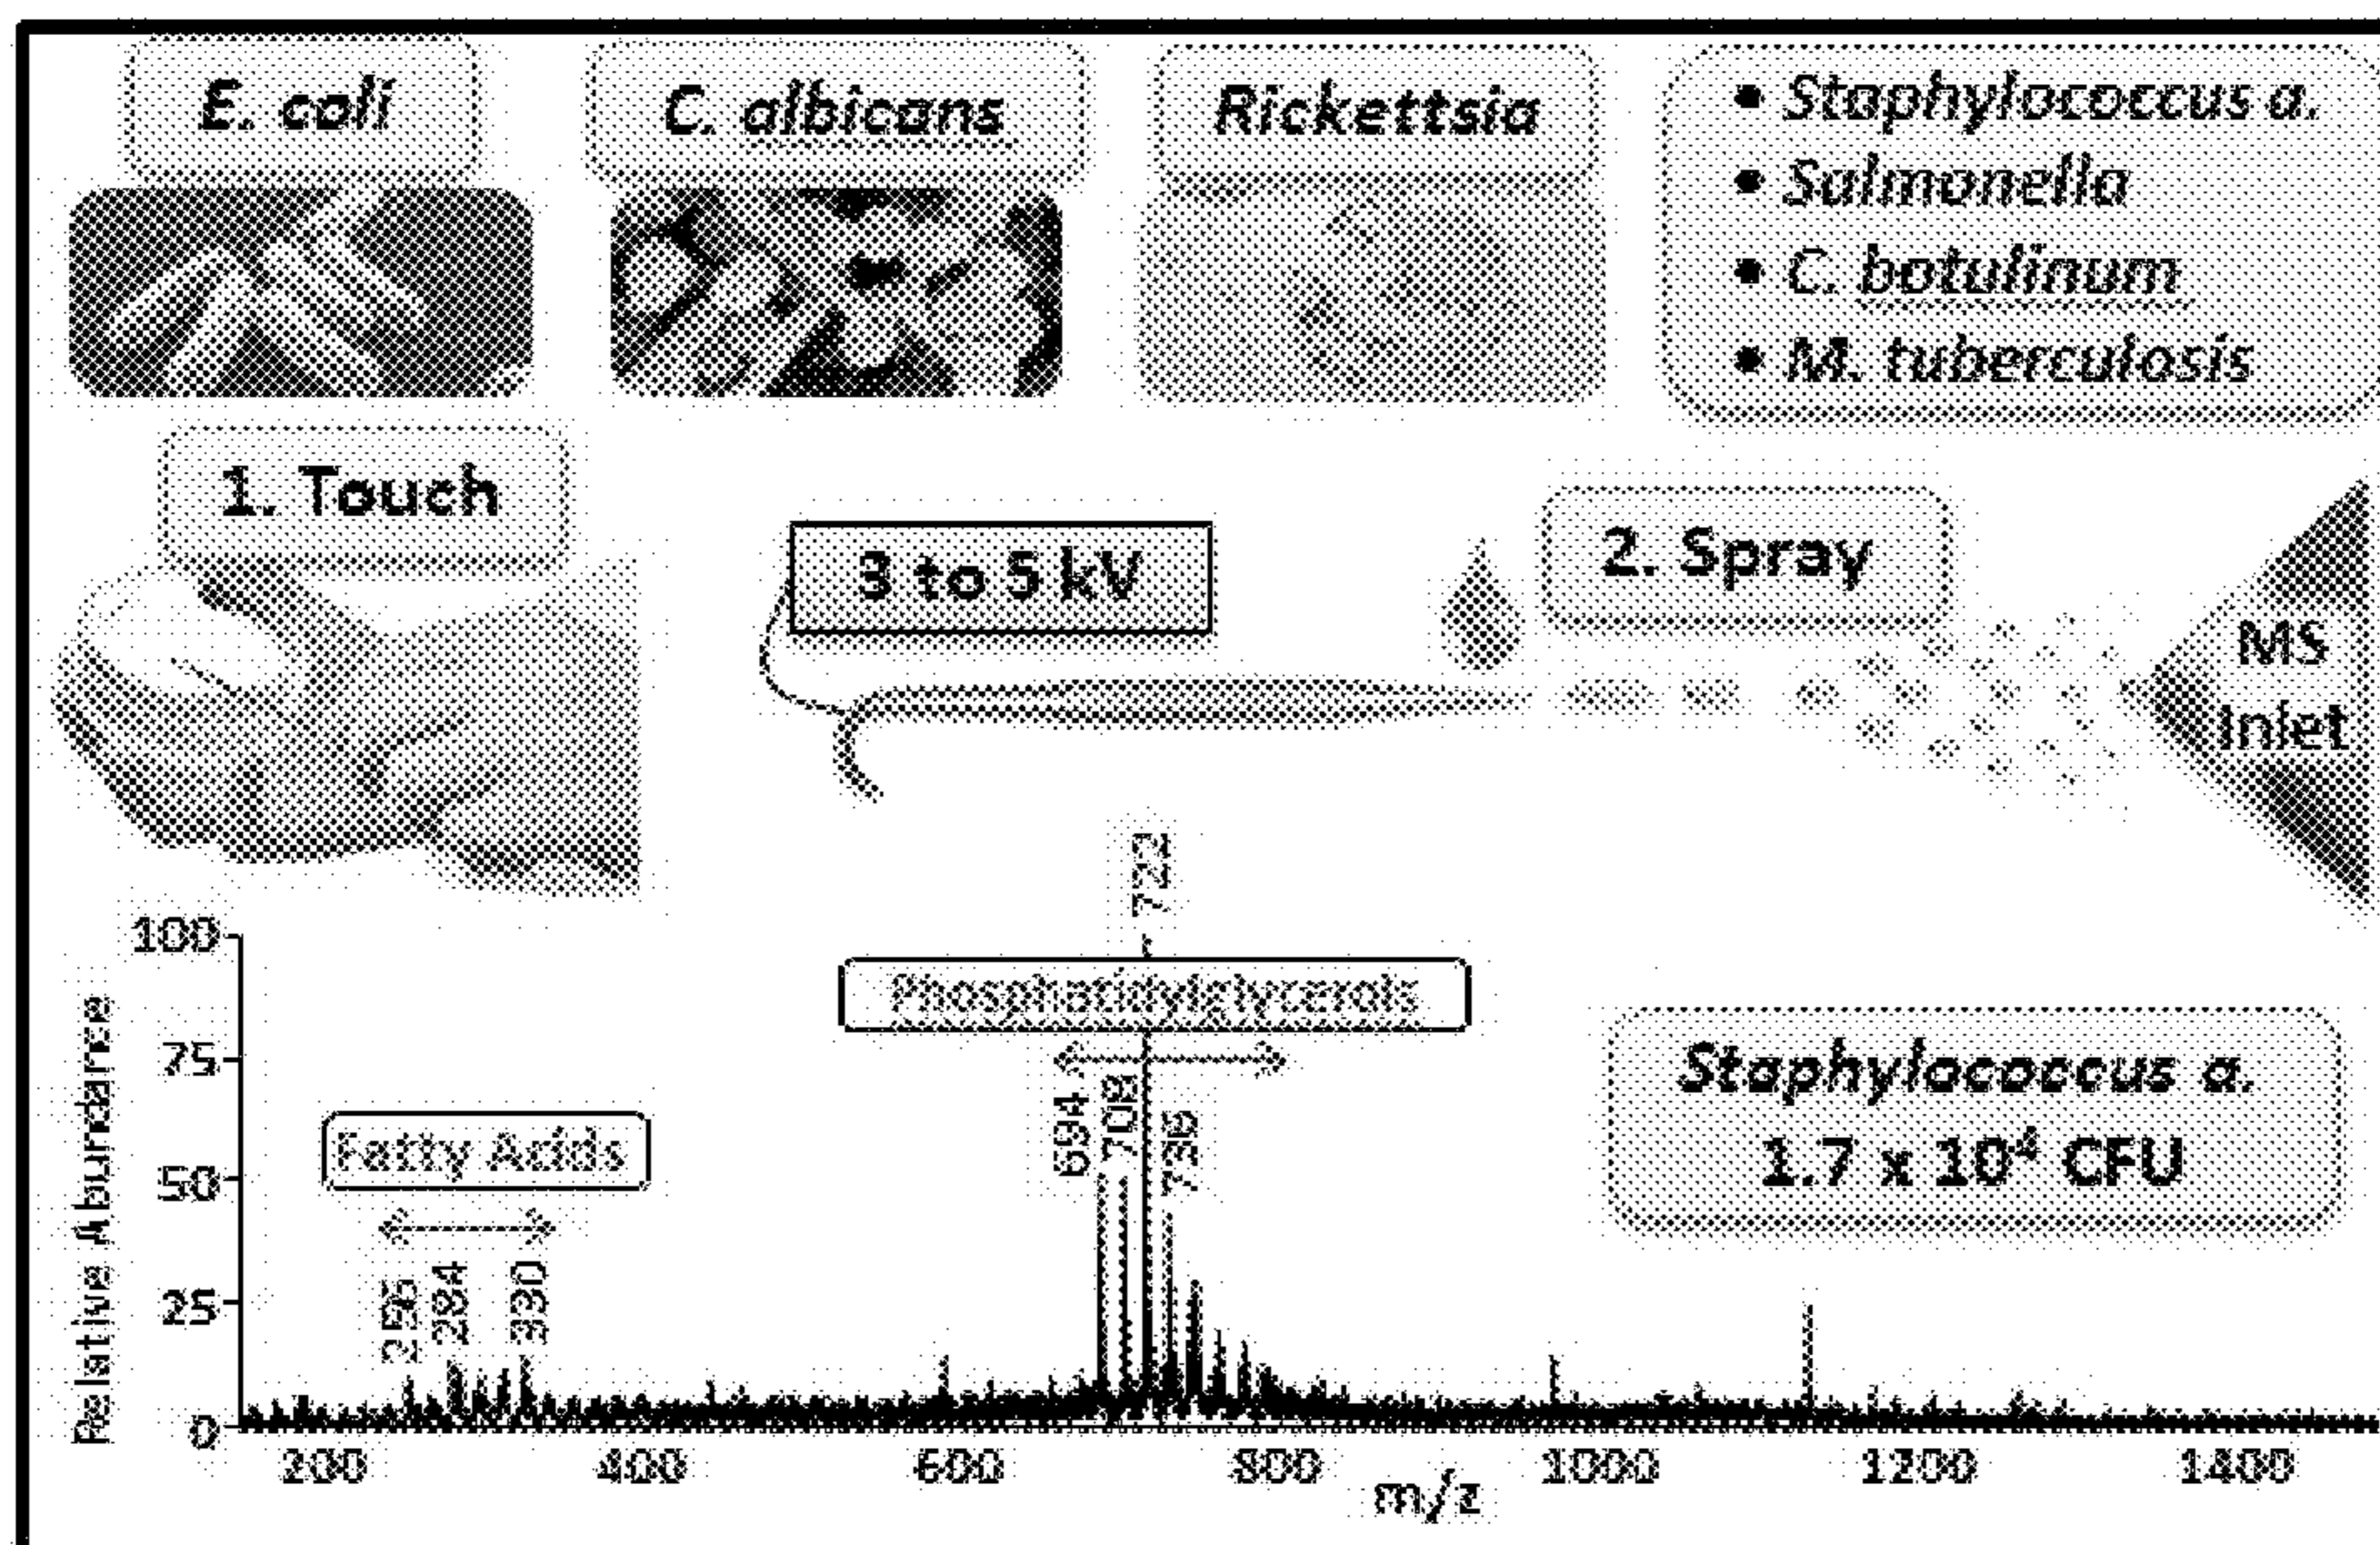 E. coli
C. albicans
Rickettsia
• Staphylococcus a.
• Salmonella
• C. botulinum
• M. tuberculosis
1. Touch
3 to 5 kV
2. Spray
MS
Inlet
722
Phosphatidylglycerols
694
708
736
Fatty Acids
284
330
Staphylococcus a.
1.7 x 10⁴ CFU
Relative Abundance
100
75
50
25
0
200
400
600
800
1000
1200
1400
m/z